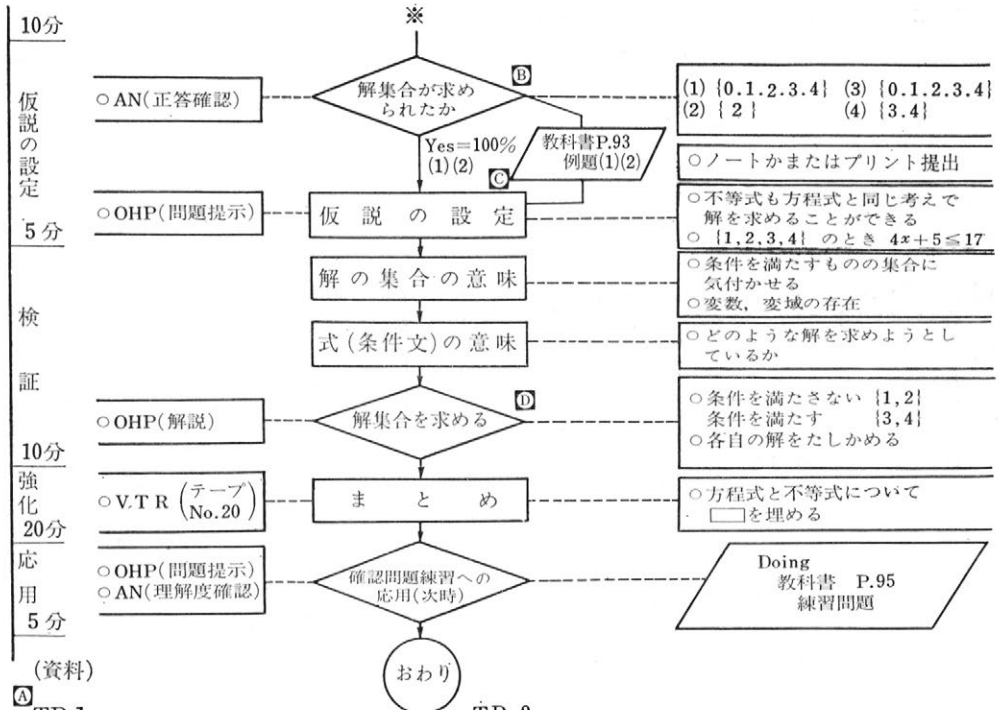 10分
※
仮説の設定
○AN(正答確認)
解集合が求め
られたか
B
(1) {0.1.2.3.4} (3) {0.1.2.3.4}
(2) { 2 } (4) {3.4}
Yes=100%
(1)(2)
教科書P.93
例題(1)(2)
○ノートかまたはプリント提出
C
○OHP(問題提示)
仮説の設定
○不等式も方程式と同じ考えで
解を求めることができる
○ {1,2,3,4} のとき 4x+5≦17
5分
検証
解の集合の意味
○条件を満たすものの集合に
気付かせる
○変数,変域の存在
式(条件文)の意味
○どのような解を求めようとし
ているか
○OHP(解説)
解集合を求める
D
○条件を満たさない {1,2}
条件を満たす {3,4}
○各自の解をたしかめる
10分
強化
○V.TR (テープ
No.20)
まとめ
○方程式と不等式について
□を埋める
20分
応用
○OHP(問題提示)
○AN(理解度確認)
確認問題練習への
応用(次時)
Doing
教科書 P.95
練習問題
5分
おわり
(資料)
A
TP 1
TP 2